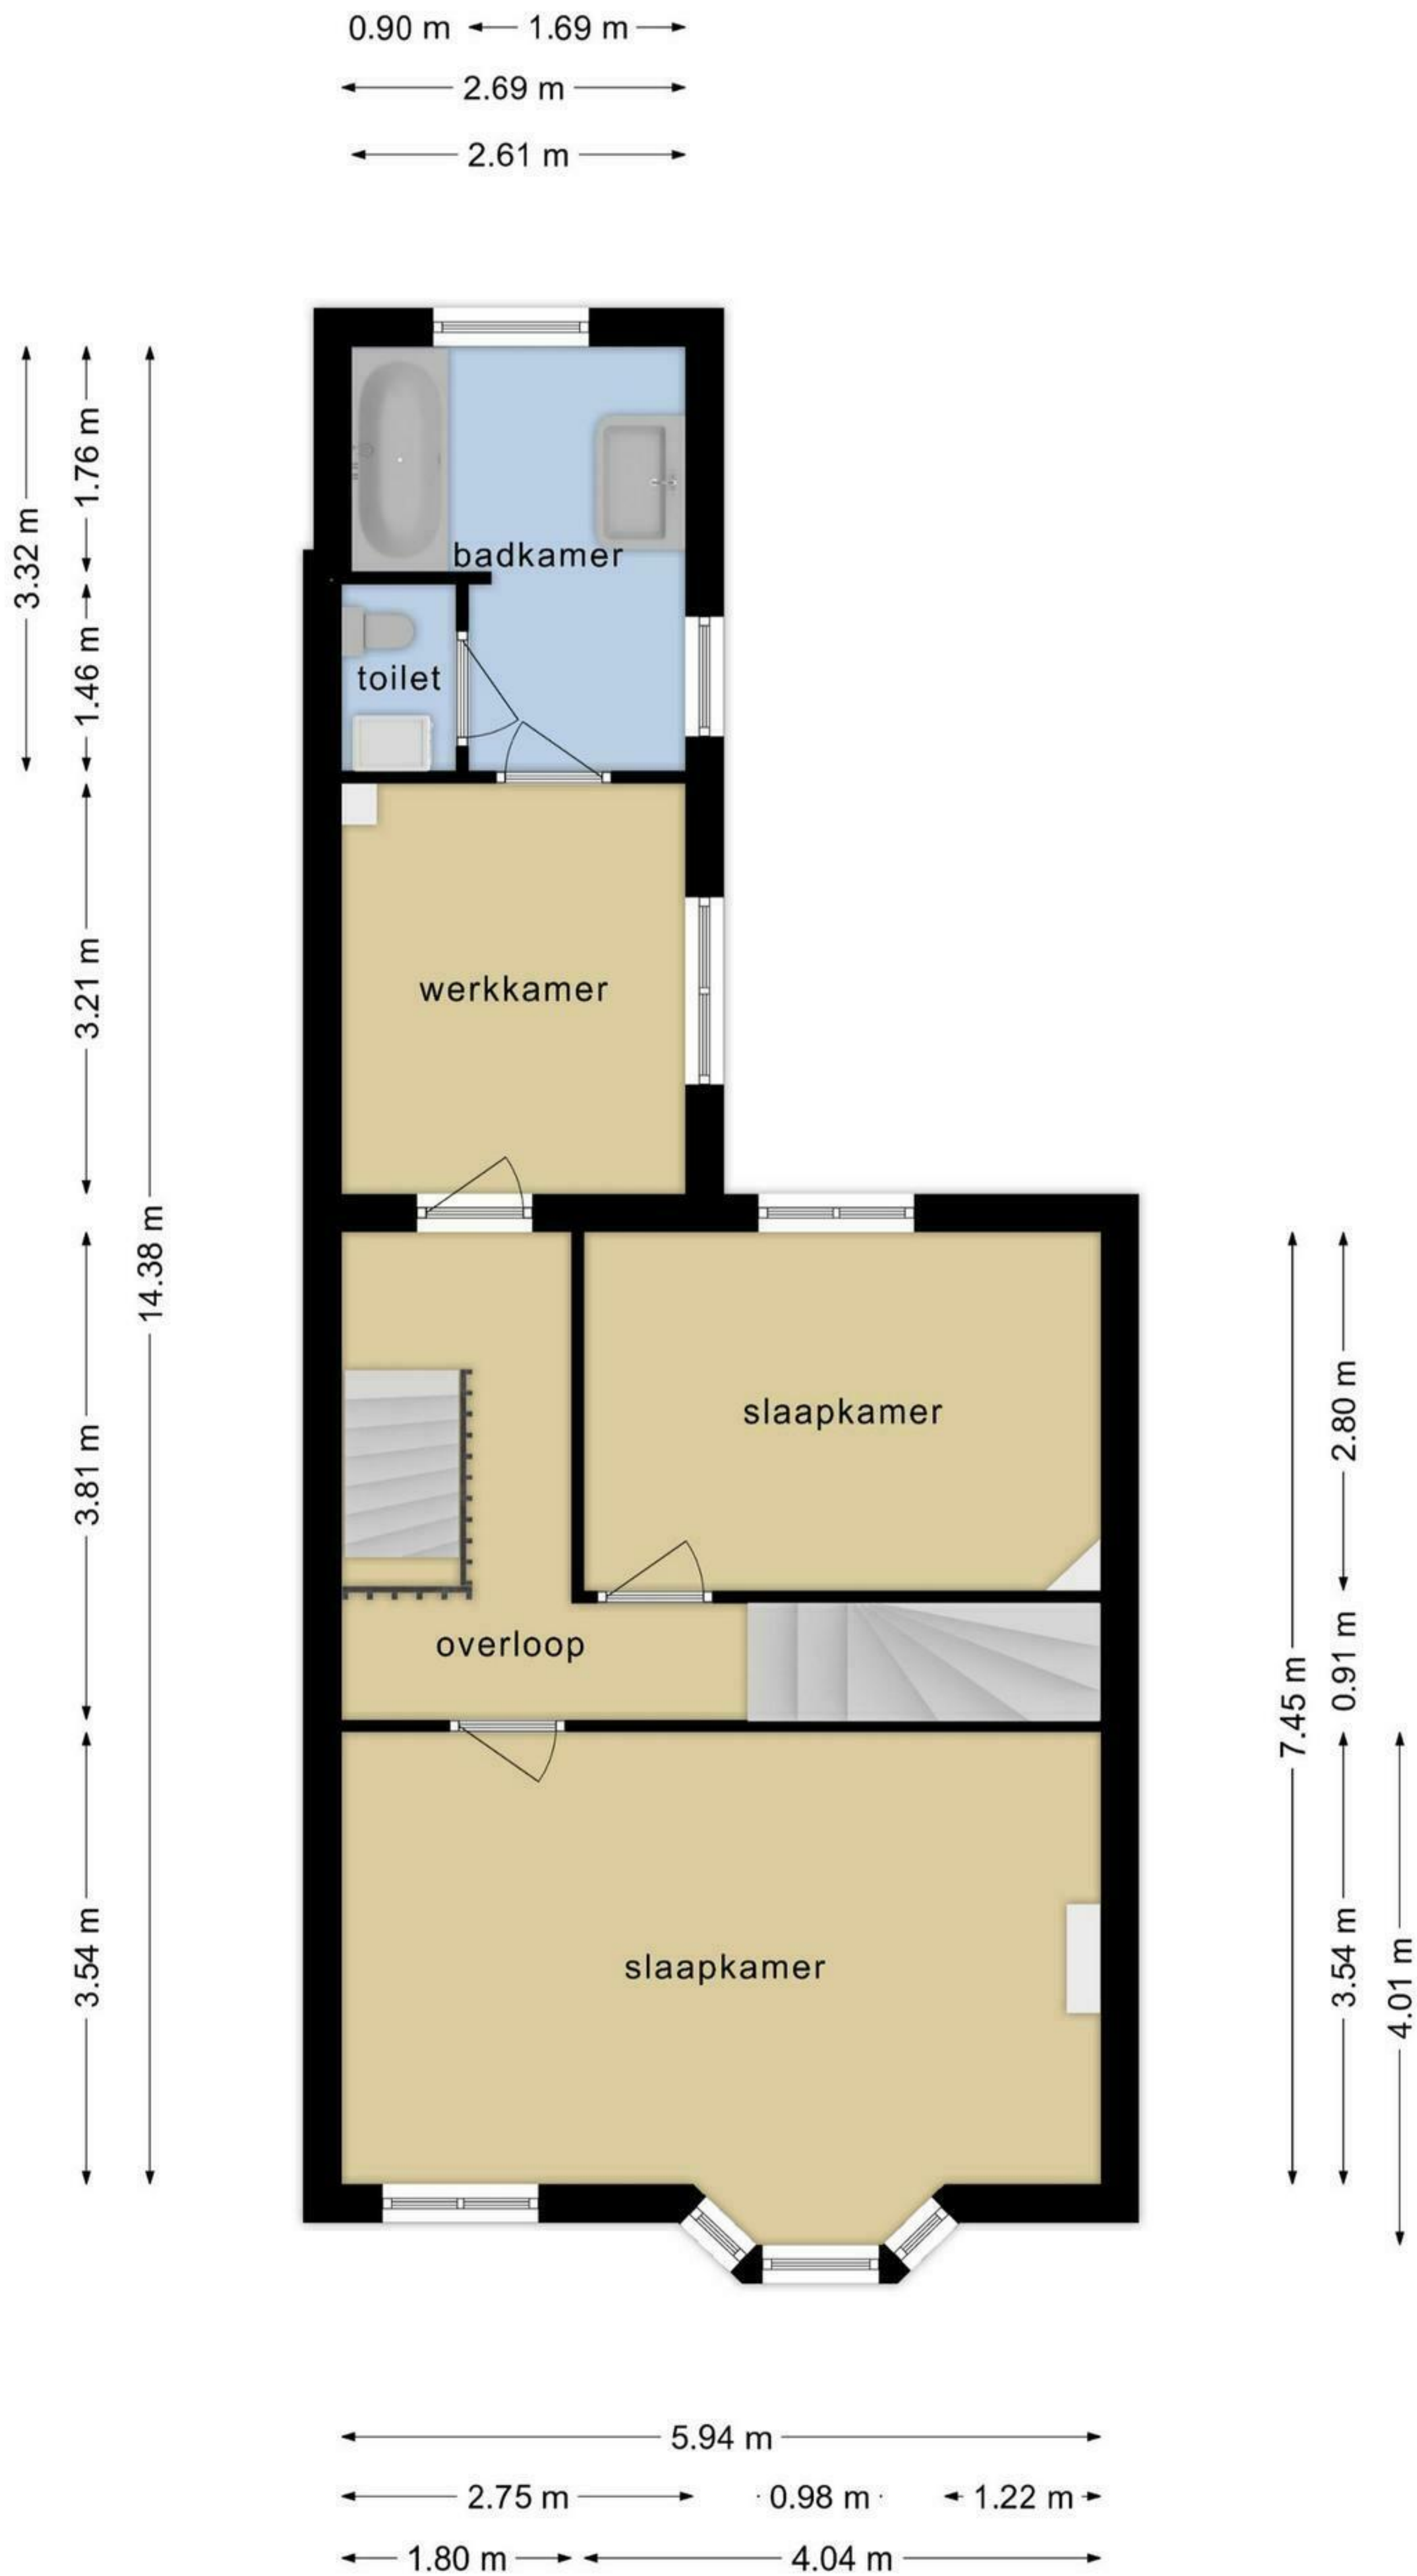 0.90 m 1.69 m
2.69 m
2.61 m
3.32 m
1.76 m
1.46 m
3.21 m
14.38 m
3.81 m
3.54 m
badkamer
toilet
werkkamer
slaapkamer
overloop
slaapkamer
7.45 m
2.80 m
0.91 m
3.54 m
4.01 m
5.94 m
2.75 m 0.98 m 1.22 m
1.80 m 4.04 m